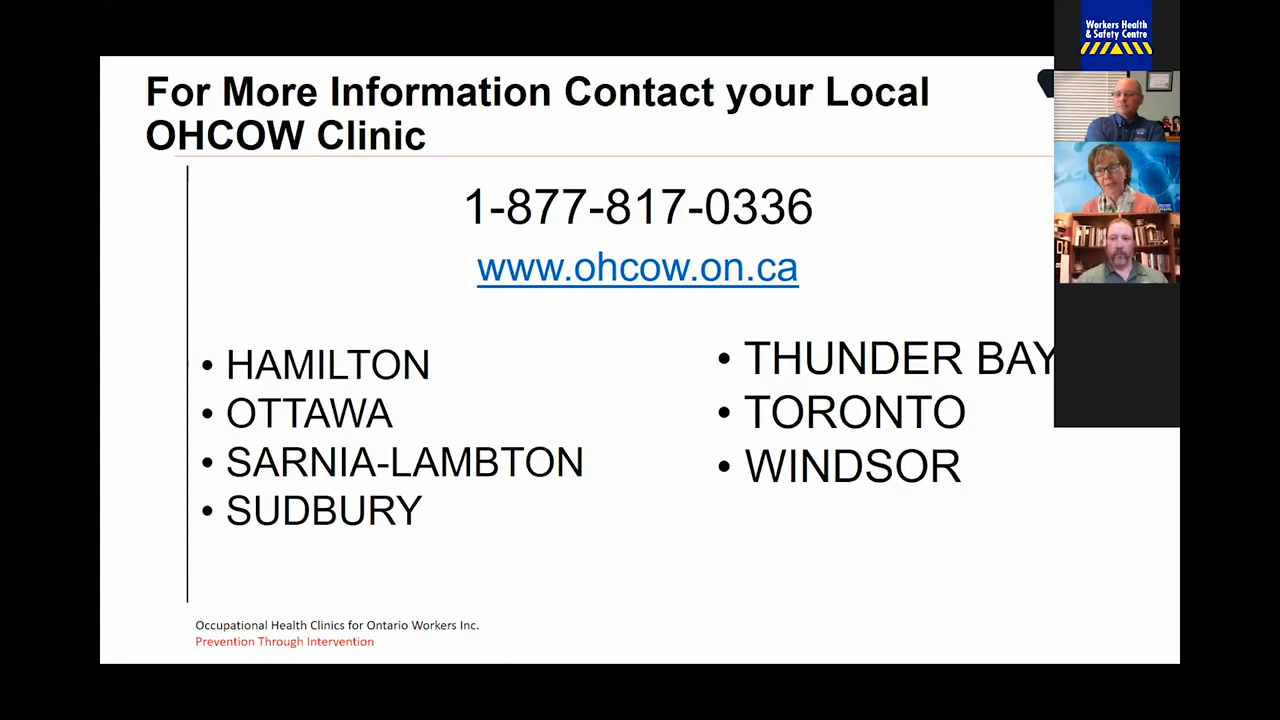 Workers Health
& Safety Centre
For More Information Contact your Local
OHCOW Clinic
1-877-817-0336
www.ohcow.on.ca
• HAMILTON
• OTTAWA
• SARNIA-LAMBTON
• SUDBURY
• THUNDER BAY
• TORONTO
• WINDSOR
Occupational Health Clinics for Ontario Workers Inc.
Prevention Through Intervention